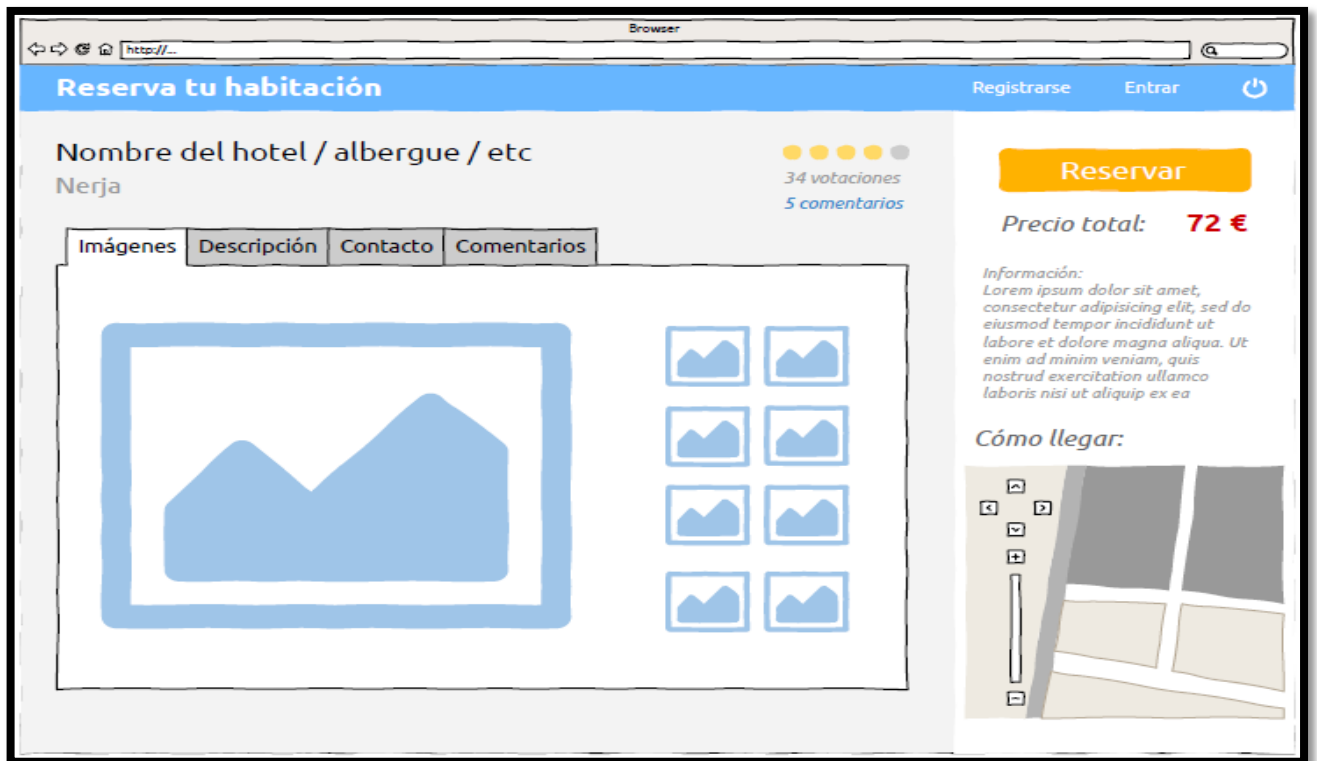 Browser
http://...
Reserva tu habitación
Registrarse
Entrar
Nombre del hotel / albergue / etc
Nerja
34 votaciones
5 comentarios
Imágenes
Descripción
Contacto
Comentarios
Reservar
Precio total: 72 €
Información:
Lorem ipsum dolor sit amet,
consectetur adipisicing elit, sed do
eiusmod tempor incididunt ut
labore et dolore magna aliqua. Ut
enim ad minim veniam, quis
nostrud exercitation ullamco
laboris nisi ut aliquip ex ea
Cómo llegar: